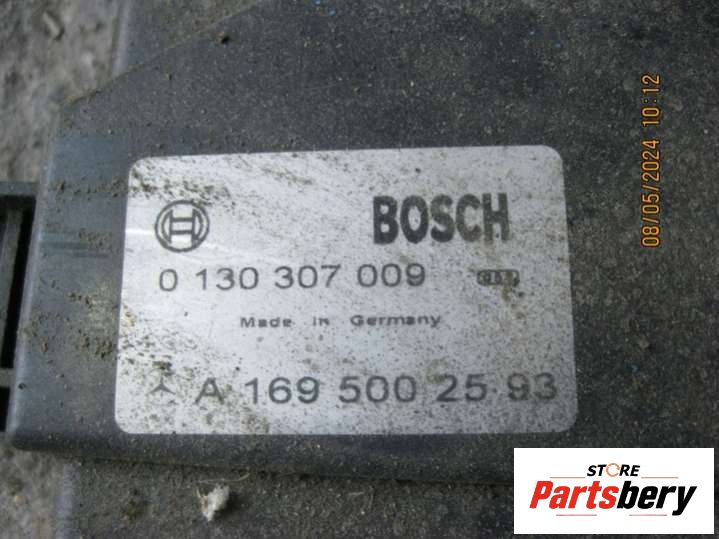 BOSCH
0 130 307 009
Made in Germany
A 169 500 25 93
08/05/2024 10:12
STORE
Partsbery